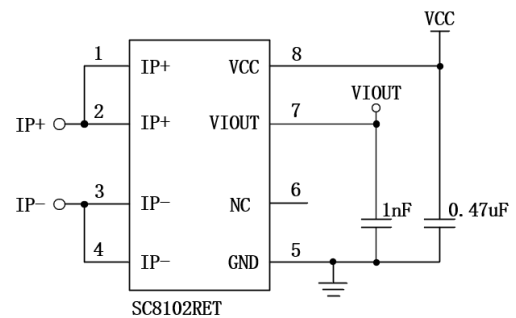 VCC
1
IP+
VCC
8
VIOUT
IP+
2
IP+
VIOUT
7
IP-
3
IP-
NC
6
1nF
0.47uF
4
IP-
GND
5
SC8102RET